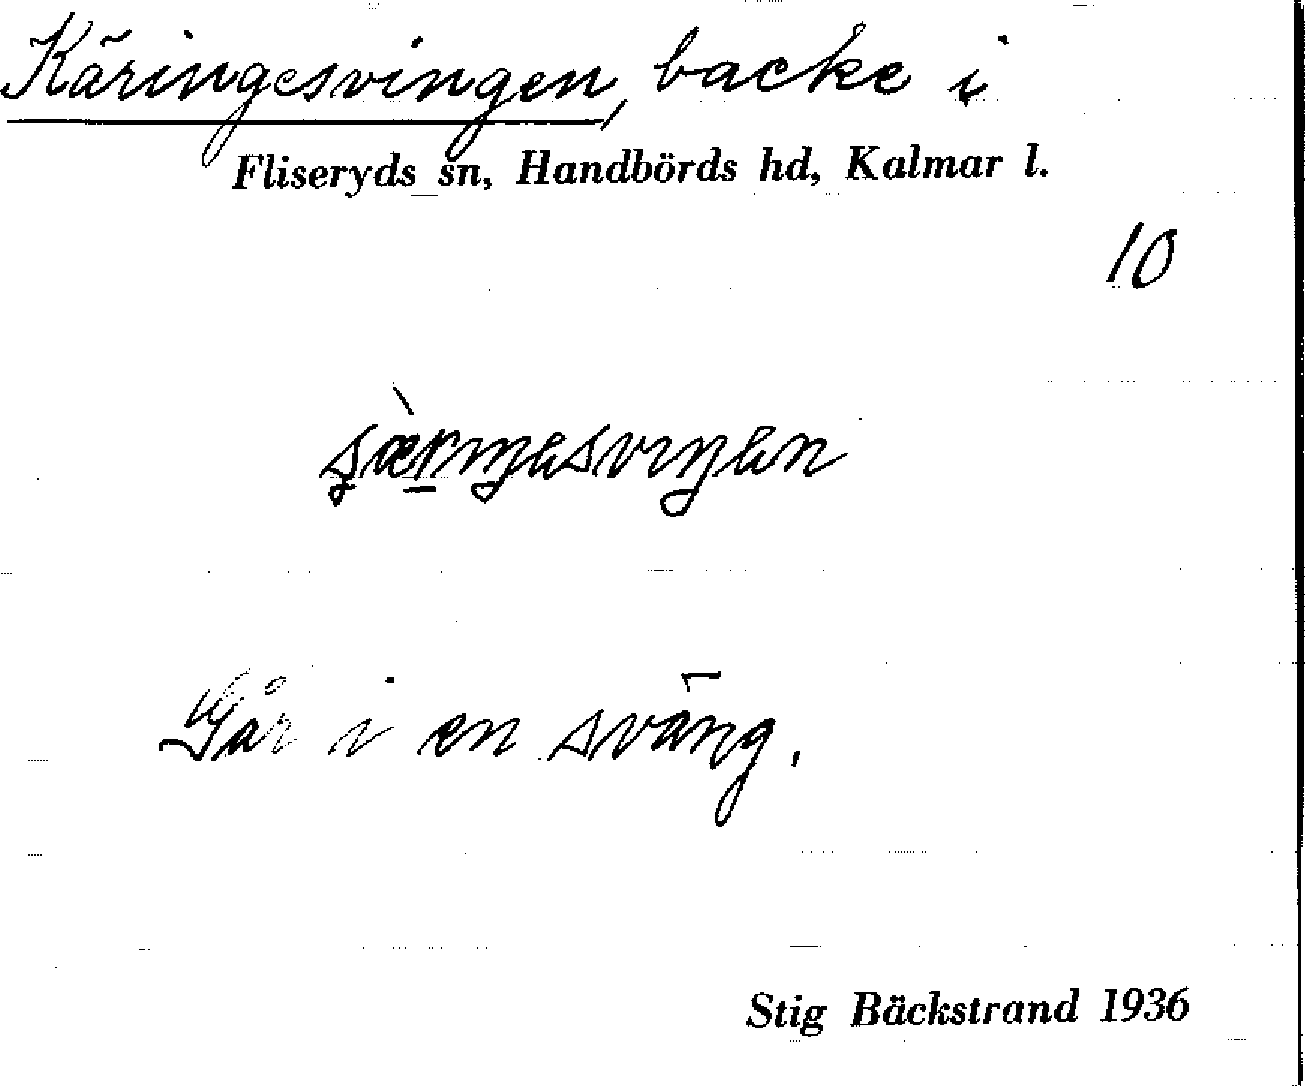 Käringesvingen, backe i
Fliseryds sn, Handbörds hd, Kalmar l.
10
Går i en sväng.
Stig Bäckstrand 1936